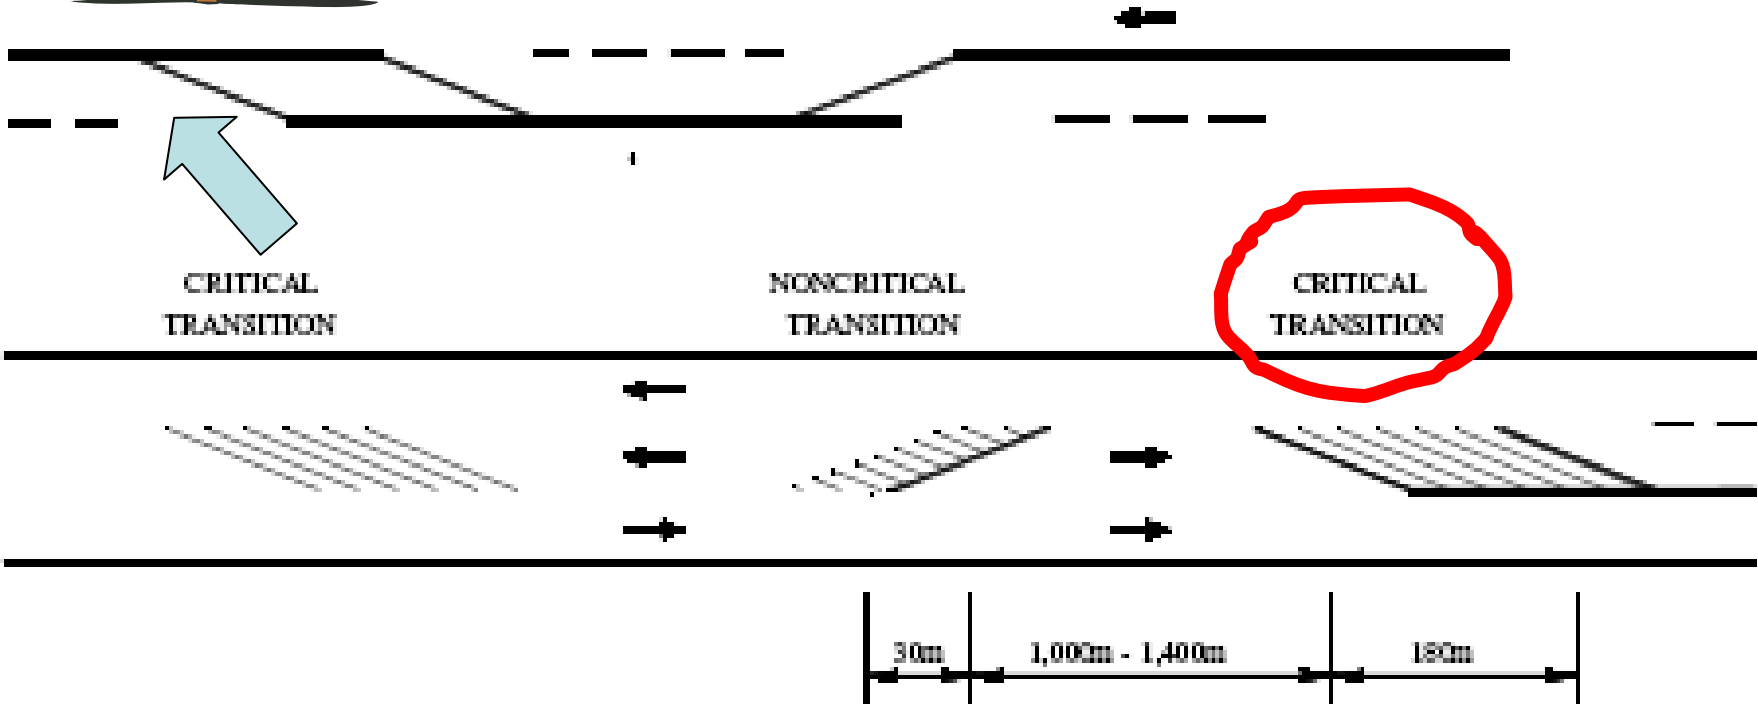 CRITICAL
TRANSITION
NONCRITICAL
TRANSITION
CRITICAL
TRANSITION
30m
1,000m - 1,400m
180m